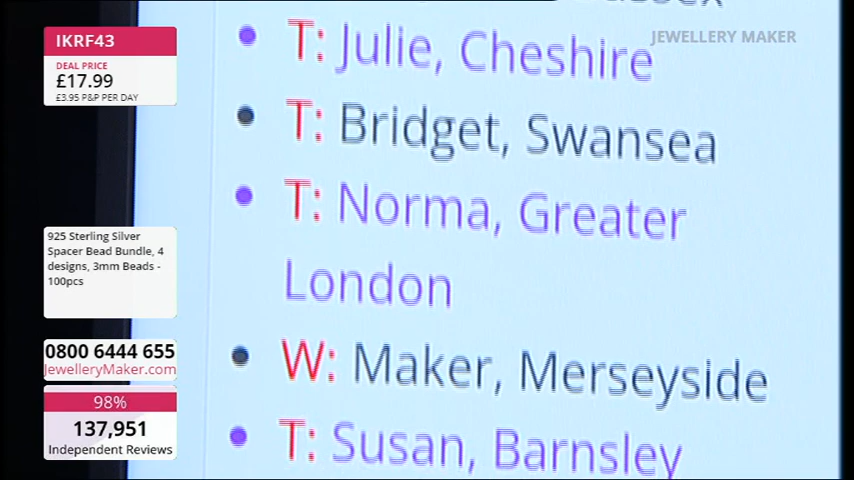 IKRF43
DEAL PRICE
£17.99
£3.95 P&P PER DAY
925 Sterling Silver
Spacer Bead Bundle, 4
designs, 3mm Beads -
100pcs
0800 6444 655
JewelleryMaker.com
98%
137,951
Independent Reviews
JEWELLERY MAKER
T: Julie, Cheshire
T: Bridget, Swansea
T: Norma, Greater
London
W: Maker, Merseyside
T: Susan, Barnsley